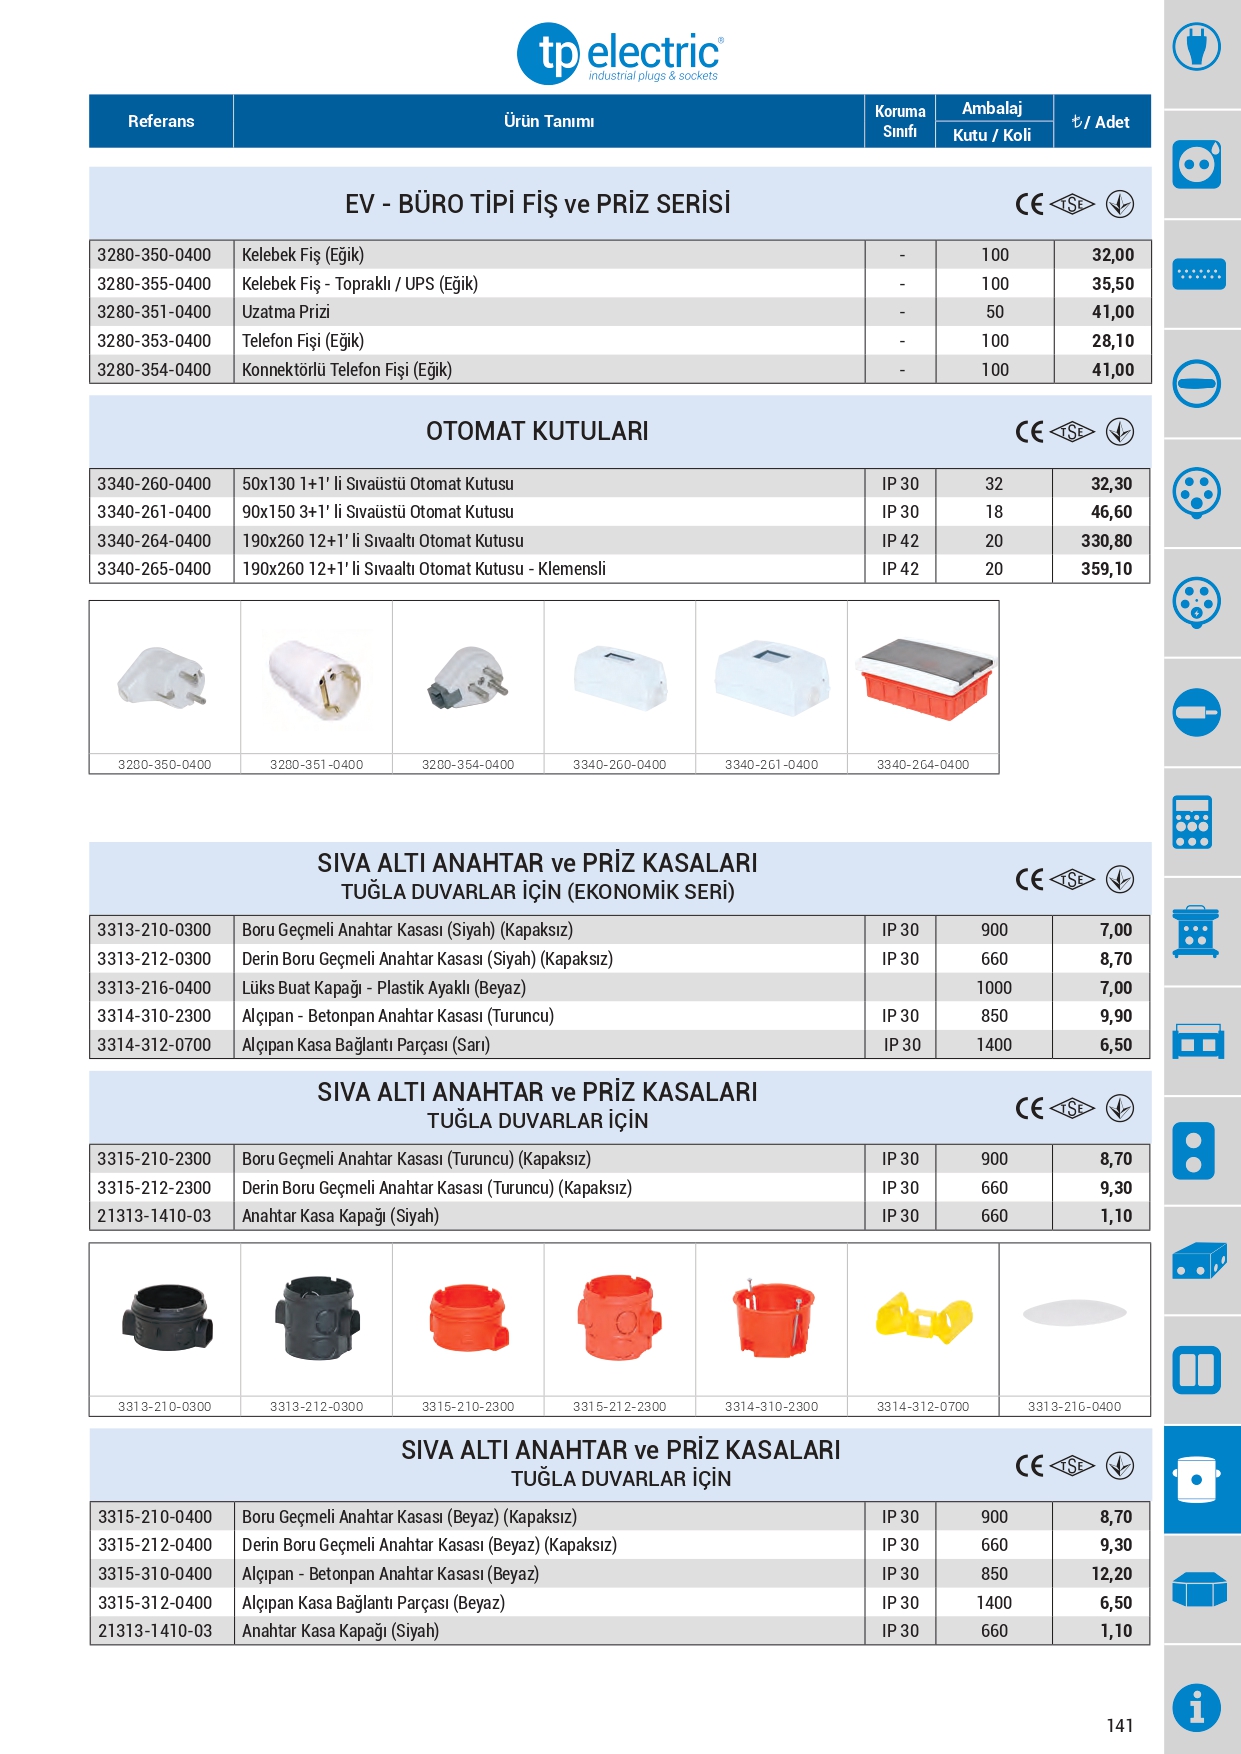 tp electric®
industrial plugs & sockets
Referans Ürün Tanımı Koruma Sınıfı Ambalaj Kutu / Koli ₺/ Adet
EV - BÜRO TİPİ FİŞ ve PRİZ SERİSİ CE TSE
3280-350-0400 Kelebek Fiş (Eğik) - 100 32,00
3280-355-0400 Kelebek Fiş - Topraklı / UPS (Eğik) - 100 35,50
3280-351-0400 Uzatma Prizi - 50 41,00
3280-353-0400 Telefon Fişi (Eğik) - 100 28,10
3280-354-0400 Konnektörlü Telefon Fişi (Eğik) - 100 41,00
OTOMAT KUTULARI CE TSE
3340-260-0400 50x130 1+1' li Sıvaüstü Otomat Kutusu IP 30 32 32,30
3340-261-0400 90x150 3+1' li Sıvaüstü Otomat Kutusu IP 30 18 46,60
3340-264-0400 190x260 12+1' li Sıvaaltı Otomat Kutusu IP 42 20 330,80
3340-265-0400 190x260 12+1' li Sıvaaltı Otomat Kutusu - Klemensli IP 42 20 359,10
3280-350-0400 3280-351-0400 3280-354-0400 3340-260-0400 3340-261-0400 3340-264-0400
SIVA ALTI ANAHTAR ve PRİZ KASALARI
TUĞLA DUVARLAR İÇİN (EKONOMİK SERİ) CE TSE
3313-210-0300 Boru Geçmeli Anahtar Kasası (Siyah) (Kapaksız) IP 30 900 7,00
3313-212-0300 Derin Boru Geçmeli Anahtar Kasası (Siyah) (Kapaksız) IP 30 660 8,70
3313-216-0400 Lüks Buat Kapağı - Plastik Ayaklı (Beyaz) 1000 7,00
3314-310-2300 Alçıpan - Betonpan Anahtar Kasası (Turuncu) IP 30 850 9,90
3314-312-0700 Alçıpan Kasa Bağlantı Parçası (Sarı) IP 30 1400 6,50
SIVA ALTI ANAHTAR ve PRİZ KASALARI
TUĞLA DUVARLAR İÇİN CE TSE
3315-210-2300 Boru Geçmeli Anahtar Kasası (Turuncu) (Kapaksız) IP 30 900 8,70
3315-212-2300 Derin Boru Geçmeli Anahtar Kasası (Turuncu) (Kapaksız) IP 30 660 9,30
21313-1410-03 Anahtar Kasa Kapağı (Siyah) IP 30 660 1,10
3313-210-0300 3313-212-0300 3315-210-2300 3315-212-2300 3314-310-2300 3314-312-0700 3313-216-0400
SIVA ALTI ANAHTAR ve PRİZ KASALARI
TUĞLA DUVARLAR İÇİN CE TSE
3315-210-0400 Boru Geçmeli Anahtar Kasası (Beyaz) (Kapaksız) IP 30 900 8,70
3315-212-0400 Derin Boru Geçmeli Anahtar Kasası (Beyaz) (Kapaksız) IP 30 660 9,30
3315-310-0400 Alçıpan - Betonpan Anahtar Kasası (Beyaz) IP 30 850 12,20
3315-312-0400 Alçıpan Kasa Bağlantı Parçası (Beyaz) IP 30 1400 6,50
21313-1410-03 Anahtar Kasa Kapağı (Siyah) IP 30 660 1,10
141